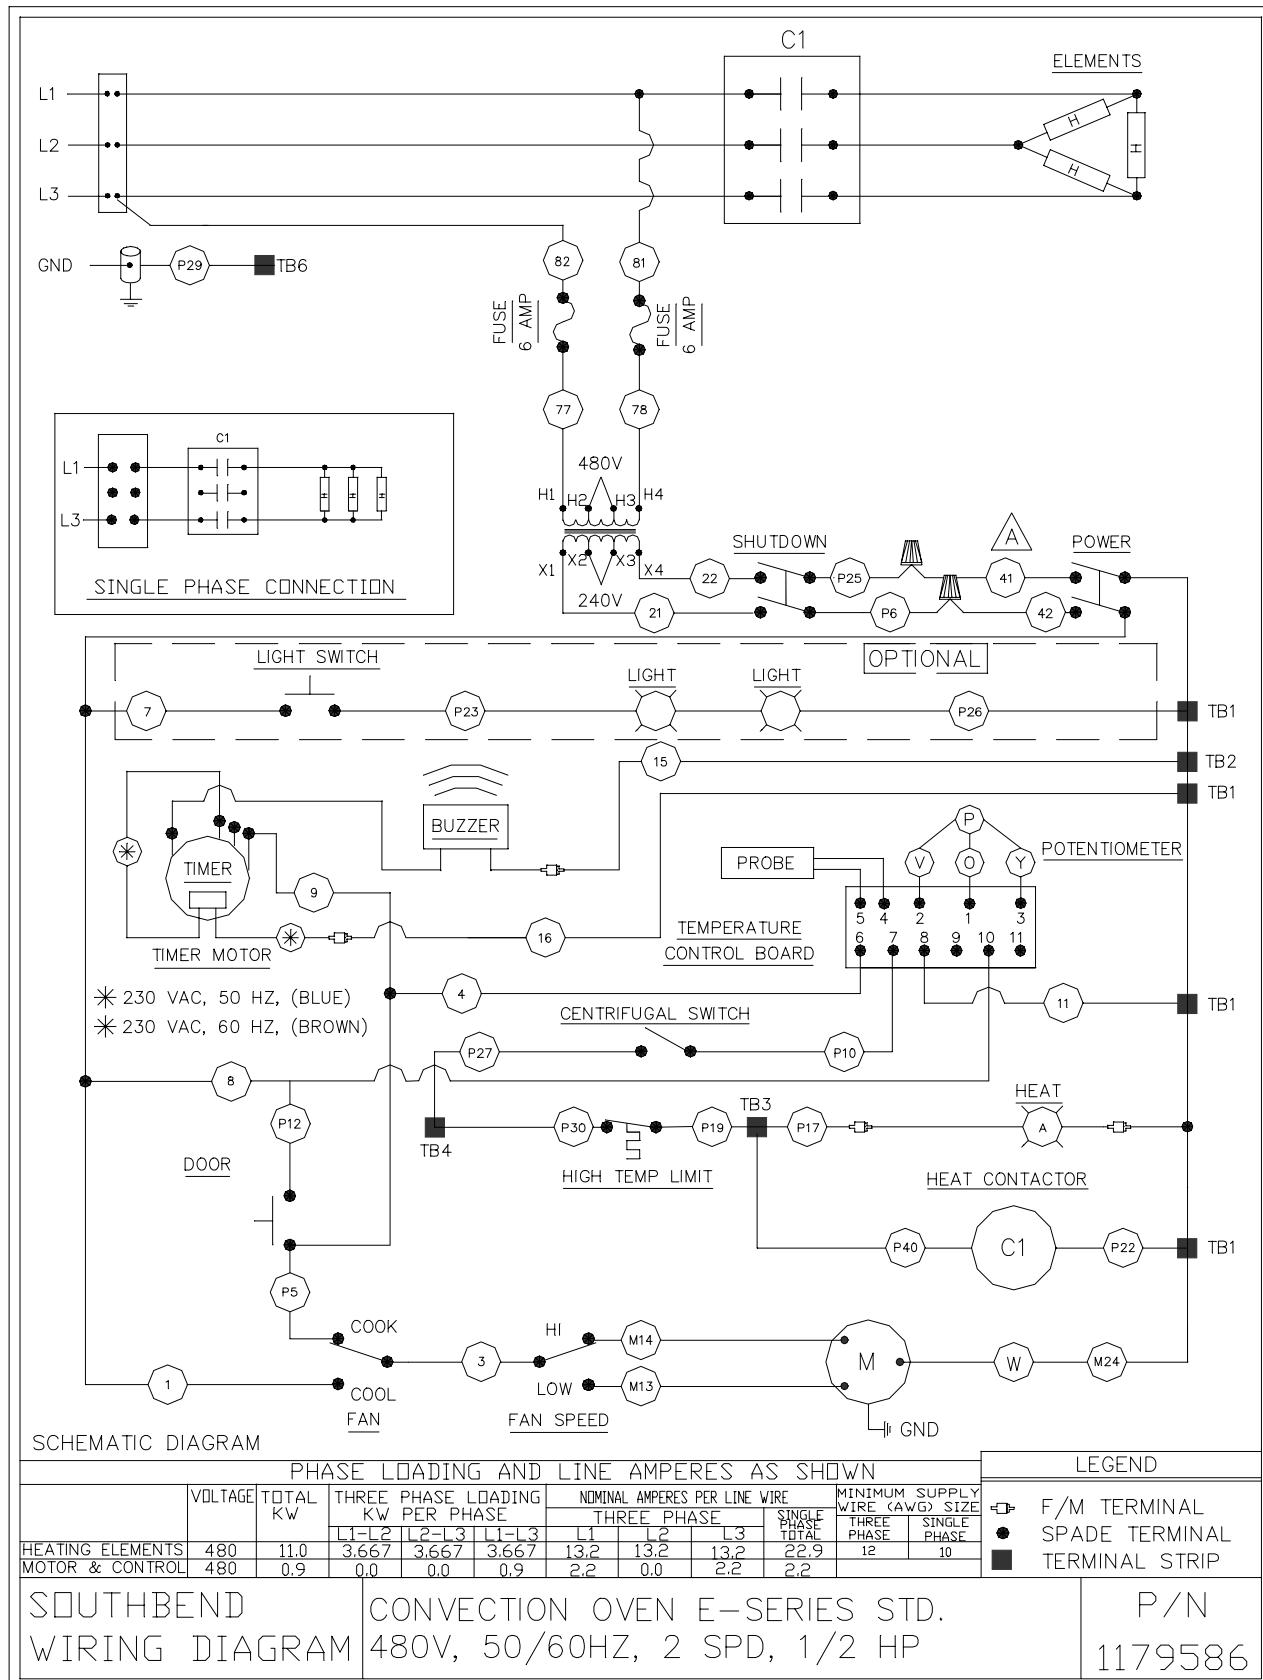 C1
ELEMENTS
L1
H
L2
H
H
L3
GND
P29
TB6
82
81
FUSE
6 AMP
FUSE
6 AMP
77
78
C1
L1
H
H
H
L3
SINGLE PHASE CONNECTION
480V
H1
H2
H3
H4
X1
X2
X3
X4
240V
SHUTDOWN
A
POWER
22
P25
41
21
P6
42
LIGHT SWITCH
OPTIONAL
LIGHT
LIGHT
7
P23
P26
TB1
15
TB2
TB1
BUZZER
P
POTENTIOMETER
V
O
Y
PROBE
TIMER
9
5
4
2
1
3
6
7
8
9
10
11
TEMPERATURE
CONTROL BOARD
16
TIMER MOTOR
230 VAC, 50 HZ, (BLUE)
230 VAC, 60 HZ, (BROWN)
4
11
TB1
CENTRIFUGAL SWITCH
P27
P10
8
HEAT
P12
TB3
P30
P19
P17
A
TB4
DOOR
HIGH TEMP LIMIT
HEAT CONTACTOR
P40
C1
P22
TB1
P5
COOK
HI
M14
3
M
W
M24
1
COOL
LOW
M13
FAN
FAN SPEED
GND
SCHEMATIC DIAGRAM
PHASE LOADING AND LINE AMPERES AS SHOWN
LEGEND
VOLTAGE
TOTAL KW
THREE PHASE LOADING KW PER PHASE
NOMINAL AMPERES PER LINE WIRE
MINIMUM SUPPLY WIRE (AWG) SIZE
THREE PHASE
SINGLE PHASE TOTAL
THREE PHASE
SINGLE PHASE
L1-L2 L2-L3 L1-L3 L1 L2 L3
HEATING ELEMENTS 480 11.0 3.667 3.667 3.667 13.2 13.2 13.2 22.9 12 10
MOTOR & CONTROL 480 0.9 0.0 0.0 0.9 2.2 0.0 2.2 2.2
F/M TERMINAL
SPADE TERMINAL
TERMINAL STRIP
SOUTHBEND
WIRING DIAGRAM
CONVECTION OVEN E-SERIES STD.
480V, 50/60HZ, 2 SPD, 1/2 HP
P/N
1179586